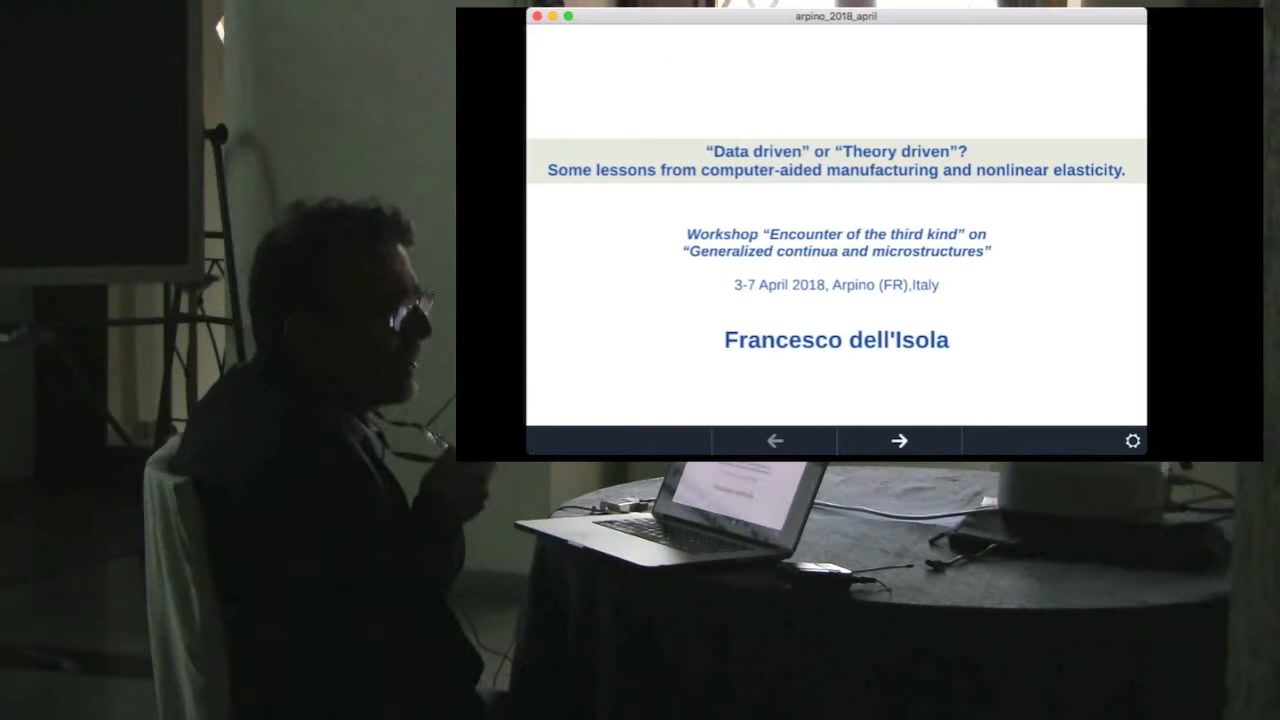 arpino_2018_april
“Data driven” or “Theory driven”?
Some lessons from computer-aided manufacturing and nonlinear elasticity.
Workshop “Encounter of the third kind” on
“Generalized continua and microstructures”
3-7 April 2018, Arpino (FR),Italy
Francesco dell'Isola